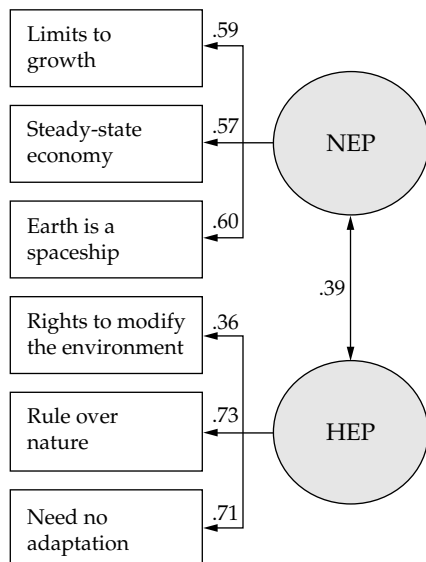 Limits to
growth
.59
Steady-state
economy
.57
NEP
Earth is a
spaceship
.60
.39
Rights to modify
the environment
.36
Rule over
nature
.73
HEP
Need no
adaptation
.71